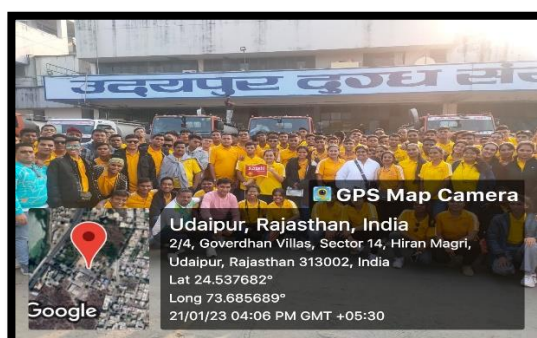 उदयपुर दुग्ध
GPS Map Camera
Udaipur, Rajasthan, India
2/4, Goverdhan Villas, Sector 14, Hiran Magri,
Udaipur, Rajasthan 313002, India
Lat 24.537682°
Long 73.685689°
21/01/23 04:06 PM GMT +05:30
Google